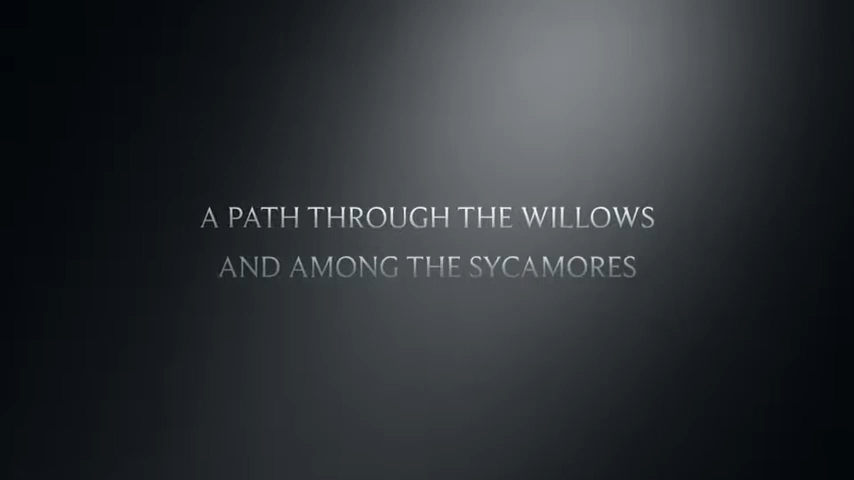 A PATH THROUGH THE WILLOWS
AND AMONG THE SYCAMORES